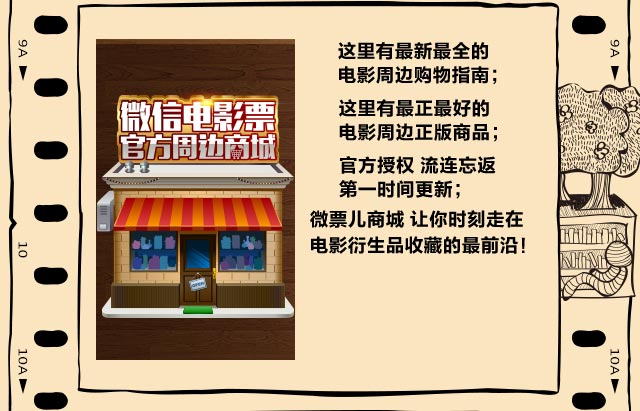 9A
9A
微信电影票
官方周边商城
OPEN
这里有最新最全的
电影周边购物指南；
这里有最正最好的
电影周边正版商品；
官方授权 流连忘返
第一时间更新；
微票儿商城 让你时刻走在
电影衍生品收藏的最前沿！
10
10A
10A